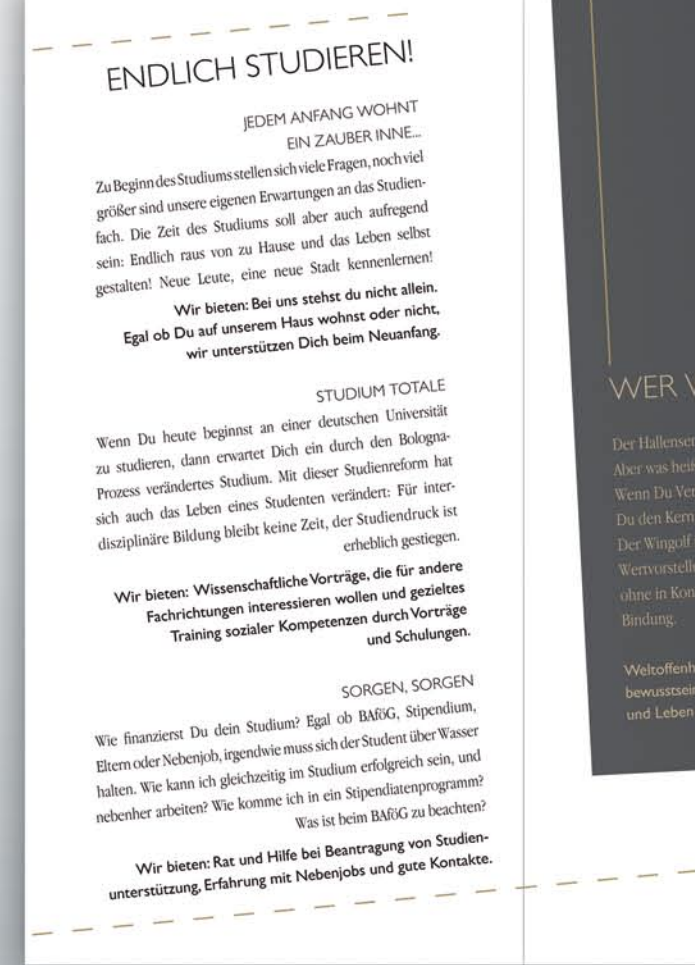 ENDLICH STUDIEREN!
JEDEM ANFANG WOHNT
EIN ZAUBER INNE...
Zu Beginn des Studiums stellen sich viele Fragen, noch viel
größer sind unsere eigenen Erwartungen an das Studien-
fach. Die Zeit des Studiums soll aber auch aufregend
sein: Endlich raus von zu Hause und das Leben selbst
gestalten! Neue Leute, eine neue Stadt kennenlernen!
Wir bieten: Bei uns stehst du nicht allein.
Egal ob Du auf unserem Haus wohnst oder nicht,
wir unterstützen Dich beim Neuanfang.
STUDIUM TOTALE
Wenn Du heute beginnst an einer deutschen Universität
zu studieren, dann erwartet Dich ein durch den Bologna-
Prozess verändertes Studium. Mit dieser Studienreform hat
sich auch das Leben eines Studenten verändert: Für inter-
disziplinäre Bildung bleibt keine Zeit, der Studiendruck ist
erheblich gestiegen.
Wir bieten: Wissenschaftliche Vorträge, die für andere
Fachrichtungen interessieren wollen und gezieltes
Training sozialer Kompetenzen durch Vorträge
und Schulungen.
SORGEN, SORGEN
Wie finanzierst Du dein Studium? Egal ob BAföG, Stipendium,
Eltern oder Nebenjob, irgendwie muss sich der Student über Wasser
halten. Wie kann ich gleichzeitig im Studium erfolgreich sein, und
nebenher arbeiten? Wie komme ich in ein Stipendiatenprogramm?
Was ist beim BAföG zu beachten?
Wir bieten: Rat und Hilfe bei Beantragung von Studien-
unterstützung, Erfahrung mit Nebenjobs und gute Kontakte.
WER
Der
Aber was
Wenn Du
Du den
Der Wingolf
ohne in
Bindung.
und Leben